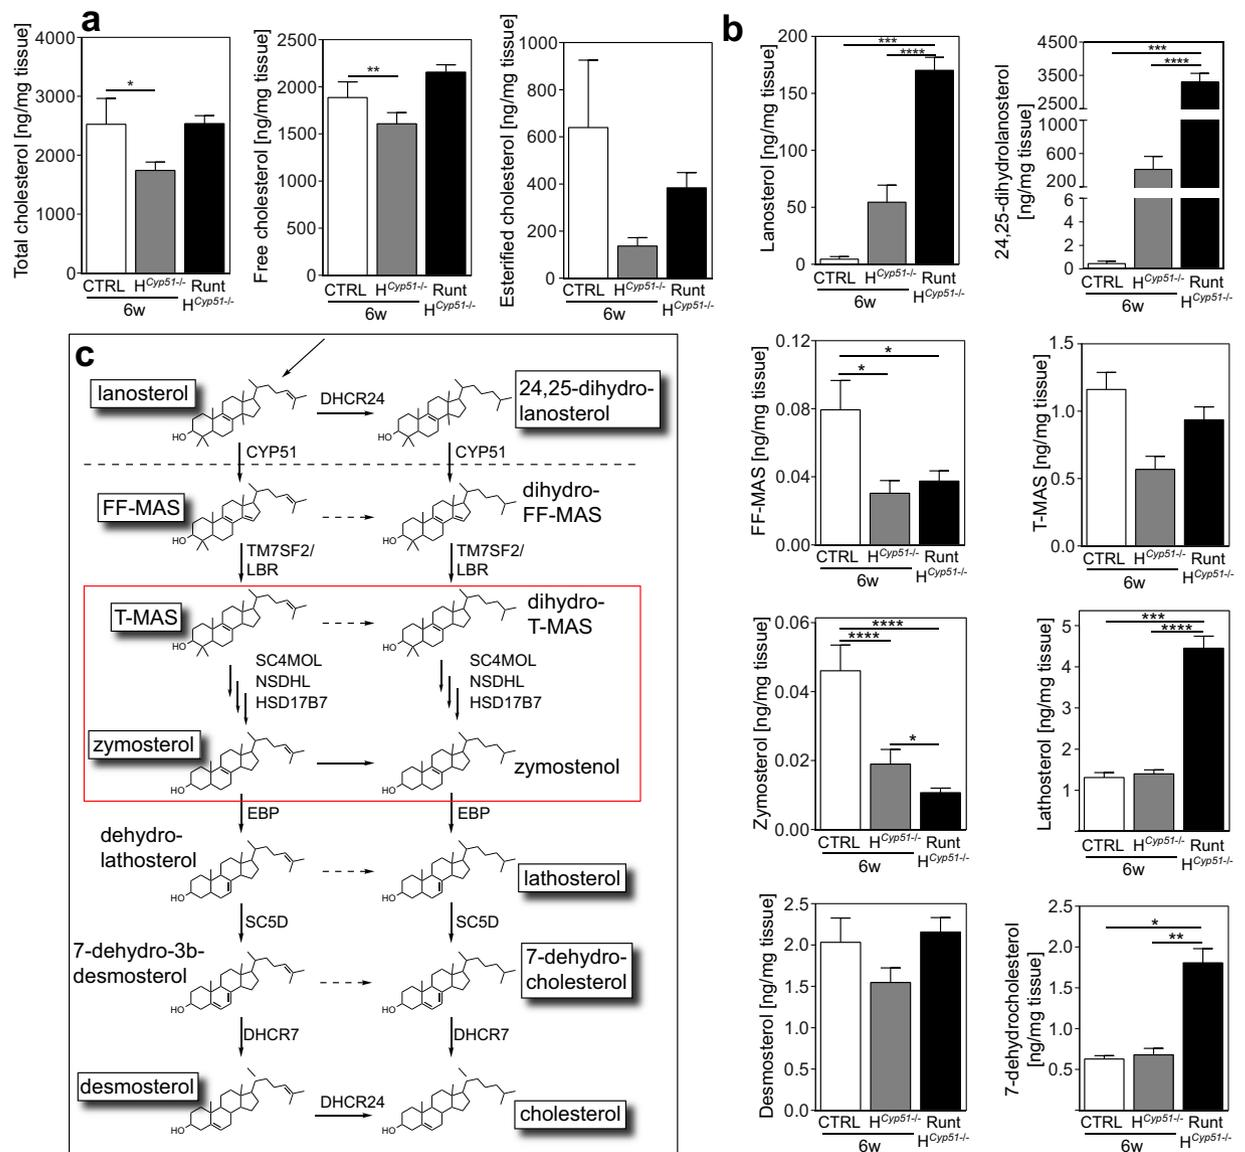 a
Total cholesterol [ng/mg tissue]
4000
3000
2000
1000
0
*
CTRL HCyp51-/- Runt
HCyp51-/-
6w
Free cholesterol [ng/mg tissue]
2500
2000
1500
1000
500
0
**
CTRL HCyp51-/- Runt
HCyp51-/-
6w
Esterified cholesterol [ng/mg tissue]
1000
800
600
400
200
0
CTRL HCyp51-/- Runt
HCyp51-/-
6w
b
Lanosterol [ng/mg tissue]
200
150
100
50
0
***
****
CTRL HCyp51-/- Runt
HCyp51-/-
6w
24,25-dihydrolanosterol
[ng/mg tissue]
4500
3500
2500
1000
600
200
6
4
2
0
***
****
CTRL HCyp51-/- Runt
HCyp51-/-
6w
FF-MAS [ng/mg tissue]
0.12
0.08
0.04
0.00
*
*
CTRL HCyp51-/- Runt
HCyp51-/-
6w
T-MAS [ng/mg tissue]
1.5
1.0
0.5
0.0
CTRL HCyp51-/- Runt
HCyp51-/-
6w
Zymosterol [ng/mg tissue]
0.06
0.04
0.02
0.00
****
****
*
CTRL HCyp51-/- Runt
HCyp51-/-
6w
Lathosterol [ng/mg tissue]
5
4
3
2
1
***
****
CTRL HCyp51-/- Runt
HCyp51-/-
6w
Desmosterol [ng/mg tissue]
2.5
2.0
1.5
1.0
0.5
0.0
CTRL HCyp51-/- Runt
HCyp51-/-
6w
7-dehydrocholesterol
[ng/mg tissue]
2.5
2.0
1.5
1.0
0.5
*
**
CTRL HCyp51-/- Runt
HCyp51-/-
6w
c
lanosterol
HO
DHCR24
HO
24,25-dihydro-
lanosterol
CYP51
CYP51
FF-MAS
HO
HO
dihydro-
FF-MAS
TM7SF2/
LBR
TM7SF2/
LBR
T-MAS
HO
HO
dihydro-
T-MAS
SC4MOL
NSDHL
HSD17B7
SC4MOL
NSDHL
HSD17B7
zymosterol
HO
HO
zymostenol
EBP
EBP
dehydro-
lathosterol
HO
HO
lathosterol
SC5D
SC5D
7-dehydro-3b-
desmosterol
HO
HO
7-dehydro-
cholesterol
DHCR7
DHCR7
desmosterol
HO
DHCR24
HO
cholesterol